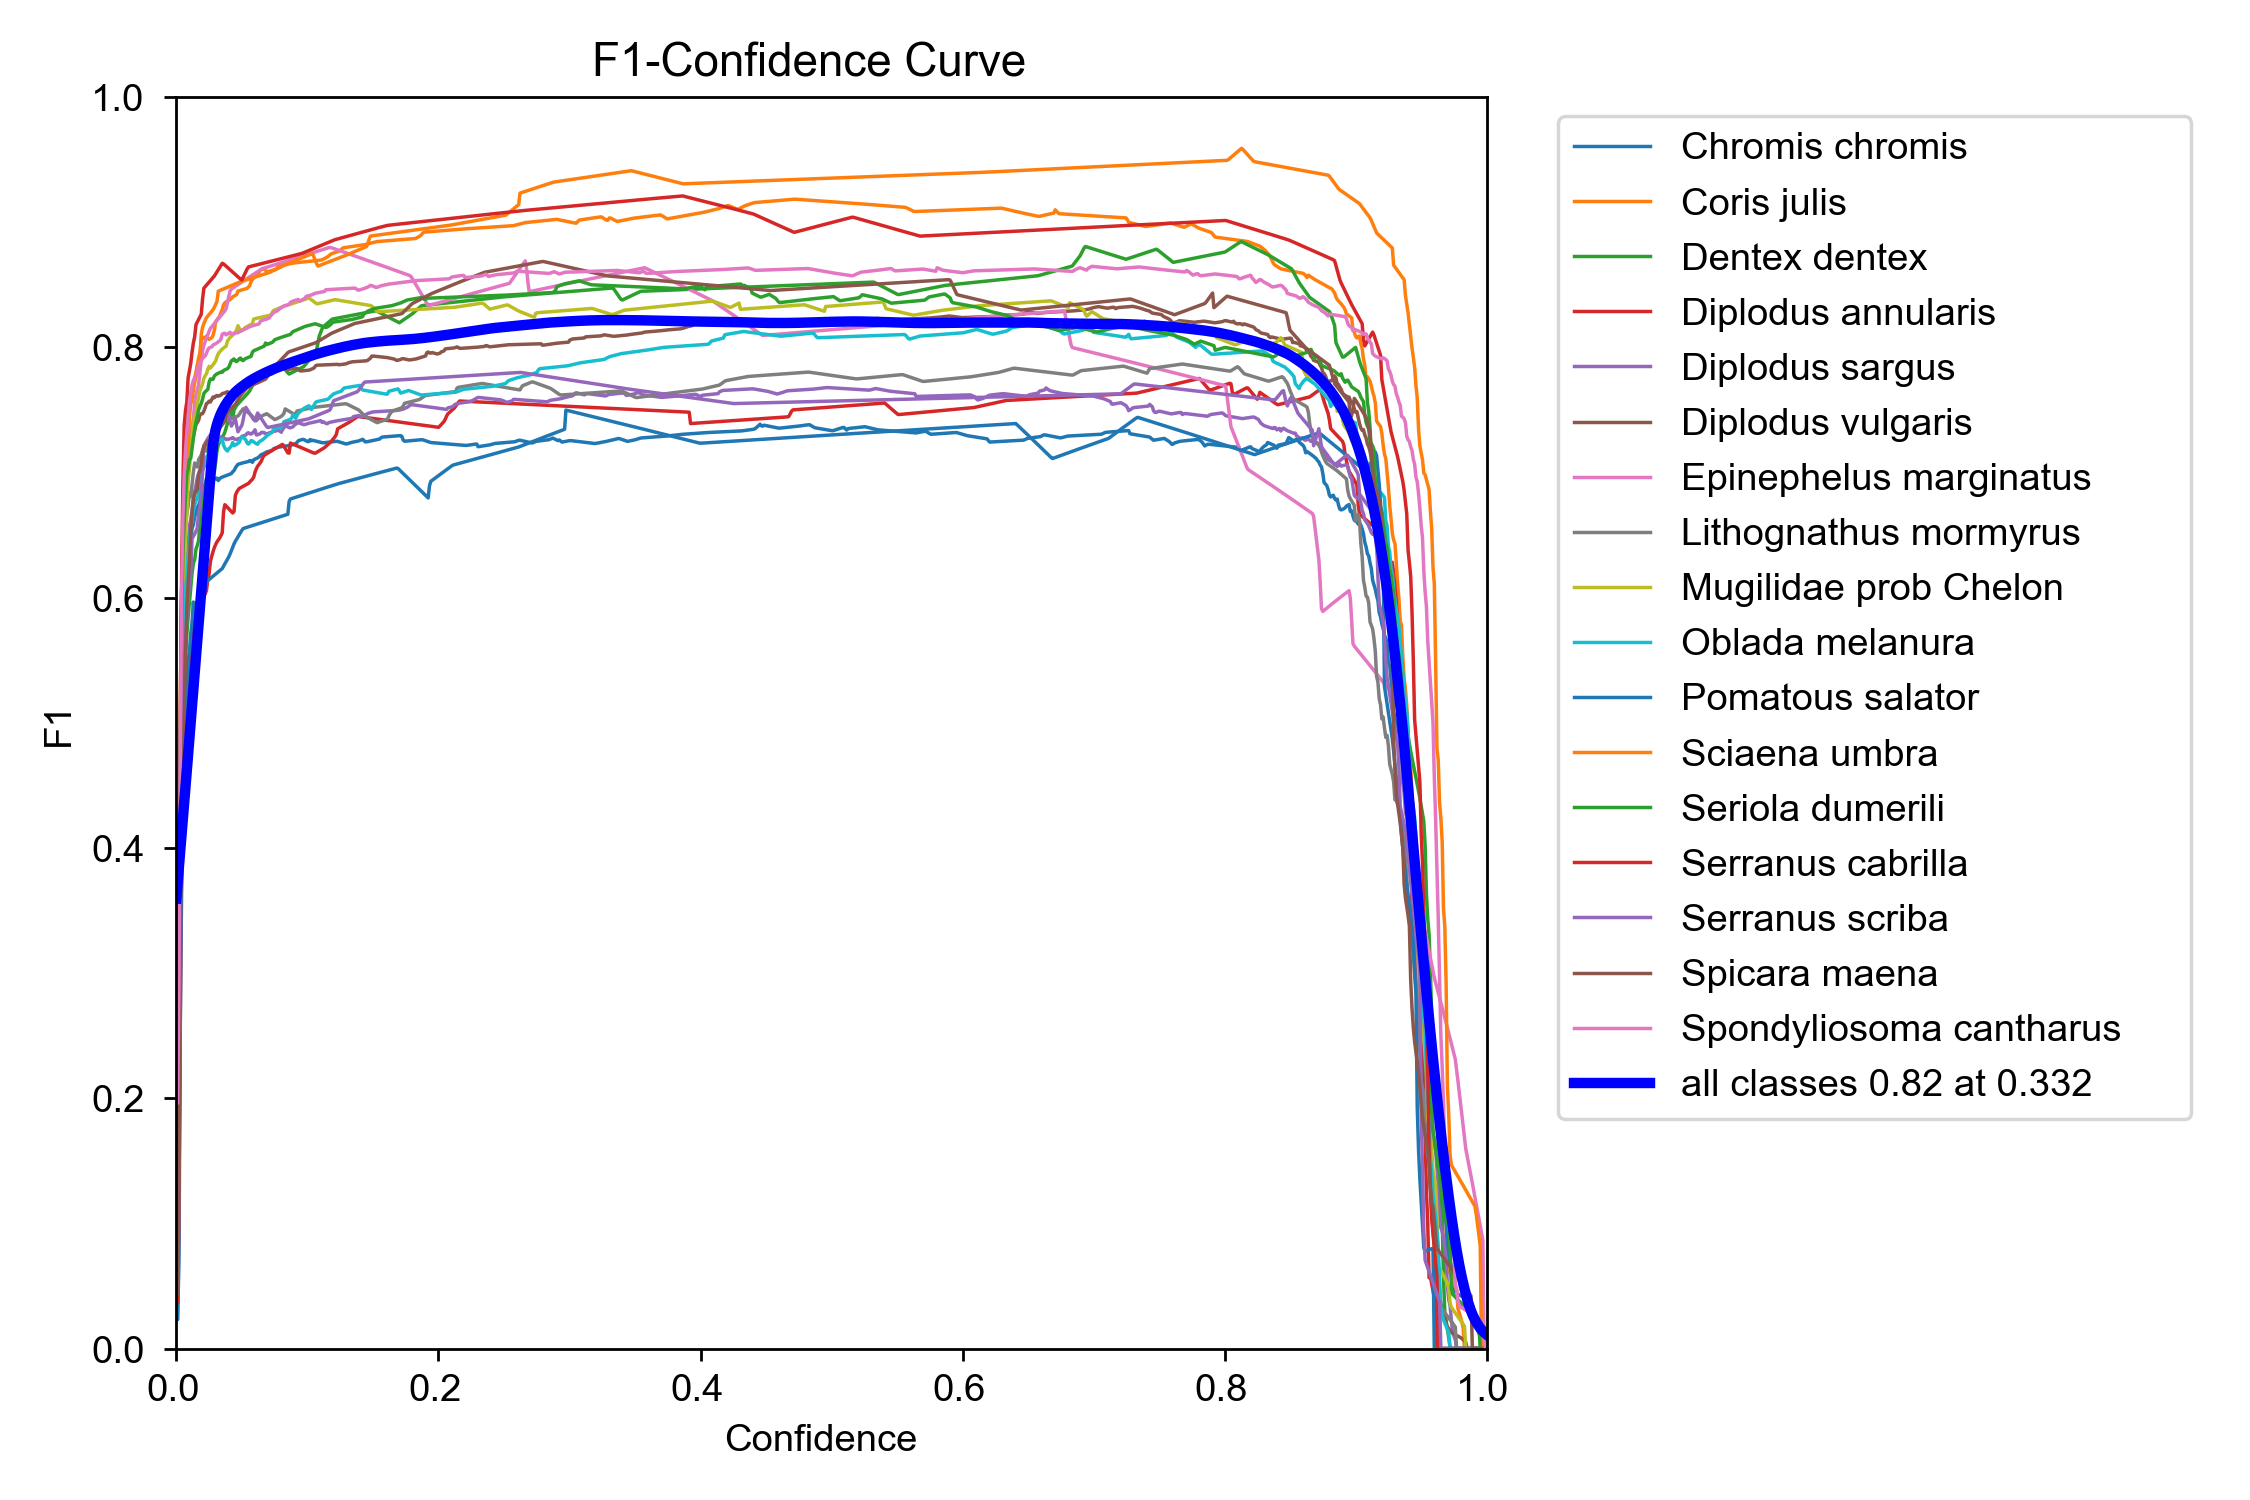 F1-Confidence Curve
1.0
0.8
0.6
0.4
0.2
0.0
F1
0.0 0.2 0.4 0.6 0.8 1.0
Confidence
Chromis chromis
Coris julis
Dentex dentex
Diplodus annularis
Diplodus sargus
Diplodus vulgaris
Epinephelus marginatus
Lithognathus mormyrus
Mugilidae prob Chelon
Oblada melanura
Pomatous salator
Sciaena umbra
Seriola dumerili
Serranus cabrilla
Serranus scriba
Spicara maena
Spondyliosoma cantharus
all classes 0.82 at 0.332